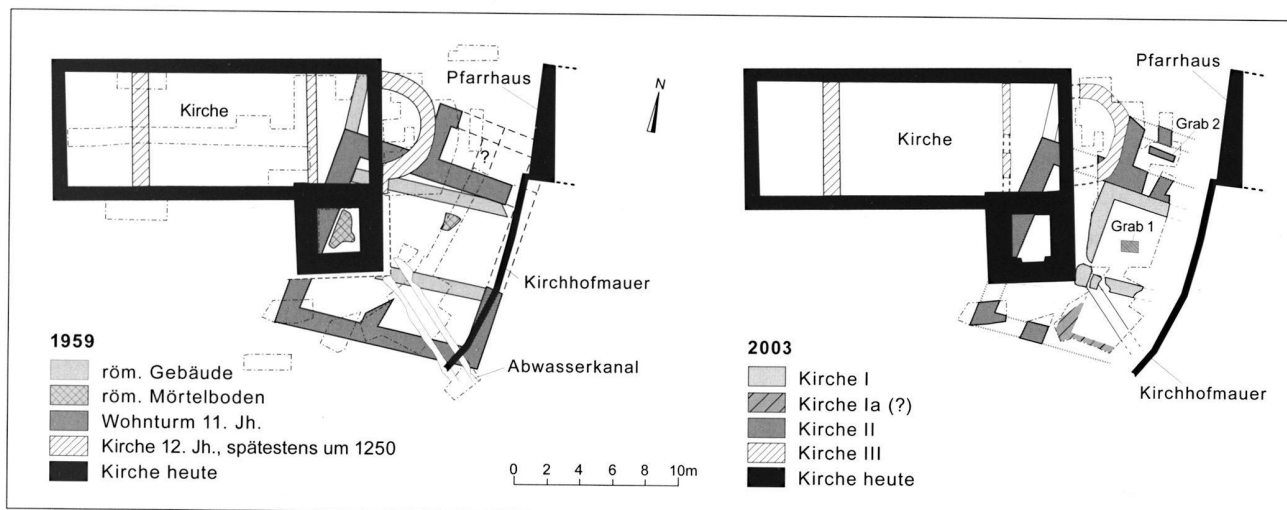 Pfarrhaus
N
Kirche
?
Kirchhofmauer
Abwasserkanal
1959
röm. Gebäude
röm. Mörtelboden
Wohnturm 11. Jh.
Kirche 12. Jh., spätestens um 1250
Kirche heute
0 2 4 6 8 10m
Pfarrhaus
Grab 2
Kirche
Grab 1
Kirchhofmauer
2003
Kirche I
Kirche Ia (?)
Kirche II
Kirche III
Kirche heute